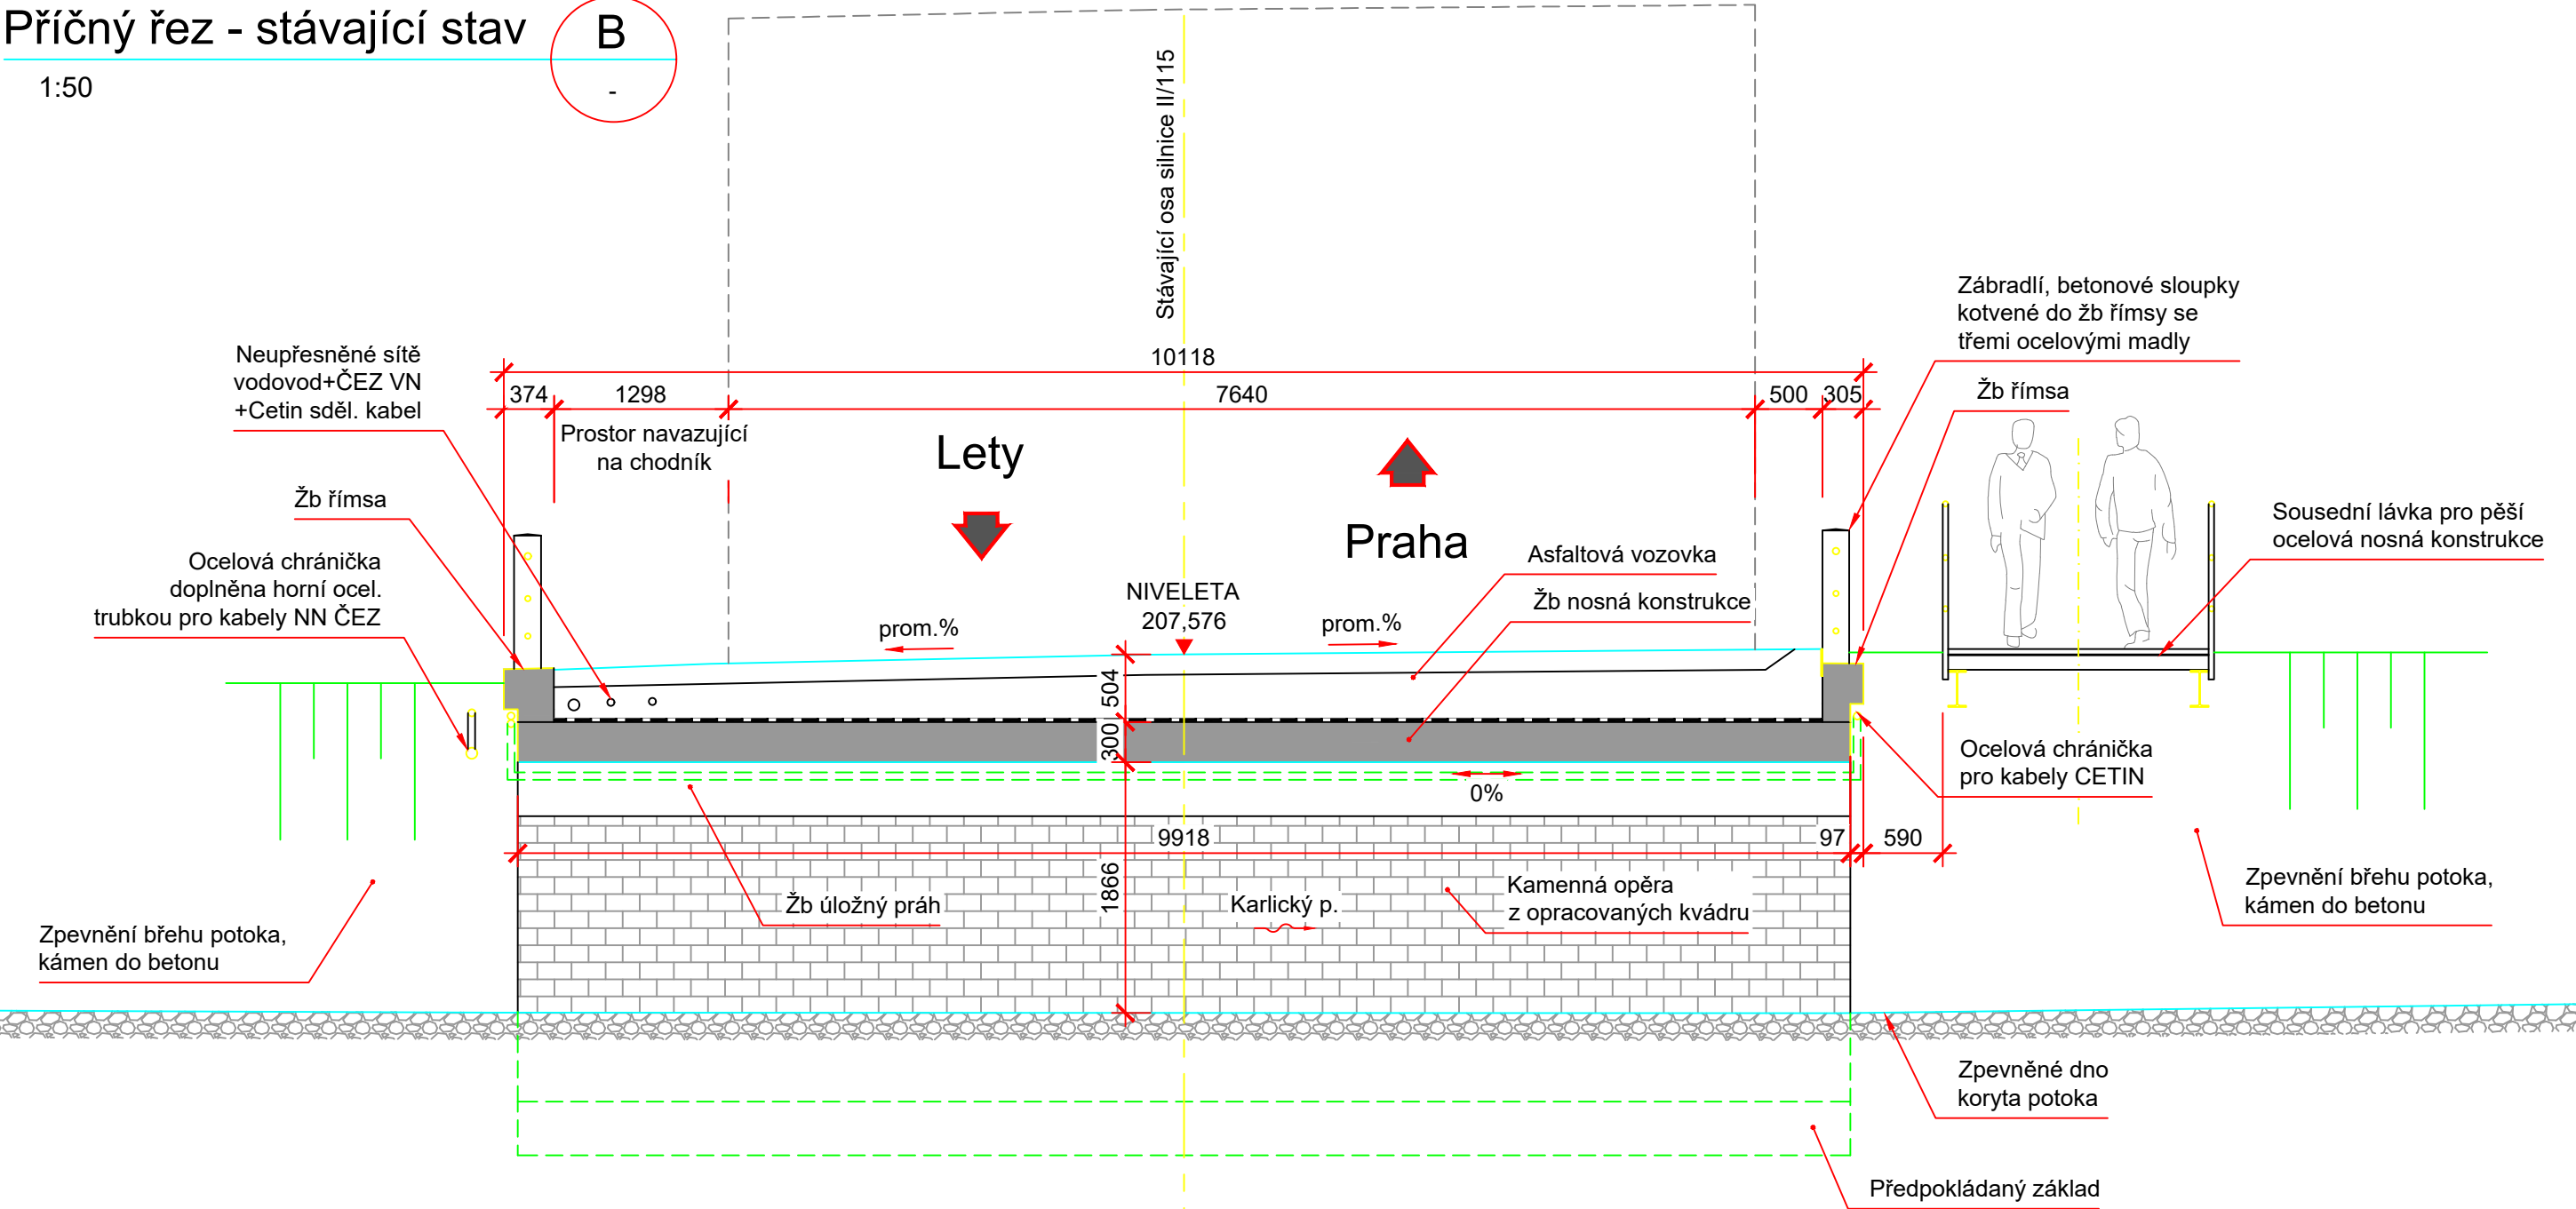 Příčný řez - stávající stav
B
-
1:50
Stávající osa silnice II/115
10118
374
1298
7640
500
305
Neupřesněné sítě
vodovod+ČEZ VN
+Cetin sděl. kabel
Prostor navazující
na chodník
Žb římsa
Ocelová chránička
doplněna horní ocel.
trubkou pro kabely NN ČEZ
Lety
Praha
NIVELETA
207,576
prom.%
prom.%
Zábradlí, betonové sloupky
kotvené do žb římsy se
třemi ocelovými madly
Žb římsa
Sousední lávka pro pěší
ocelová nosná konstrukce
Asfaltová vozovka
Žb nosná konstrukce
504
300
1866
0%
9918
97
590
Ocelová chránička
pro kabely CETIN
Žb úložný práh
Karlický p.
Kamenná opěra
z opracovaných kvádru
Zpevnění břehu potoka,
kámen do betonu
Zpevnění břehu potoka,
kámen do betonu
Zpevněné dno
koryta potoka
Předpokládaný základ